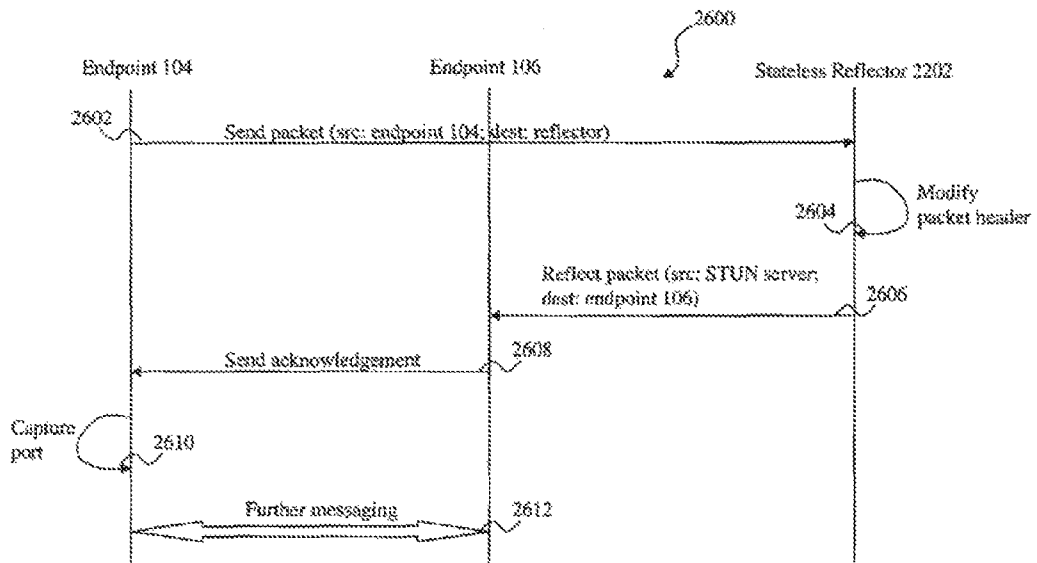 2600
Endpoint 104
Endpoint 106
Stateless Reflector 2202
2602
Send packet (src: endpoint 104; dest: reflector)
Modify
packet header
2604
Reflect packet (src: STUN server;
dest: endpoint 106)
2606
Send acknowledgement
2608
Capture
port
2610
Further messaging
2612